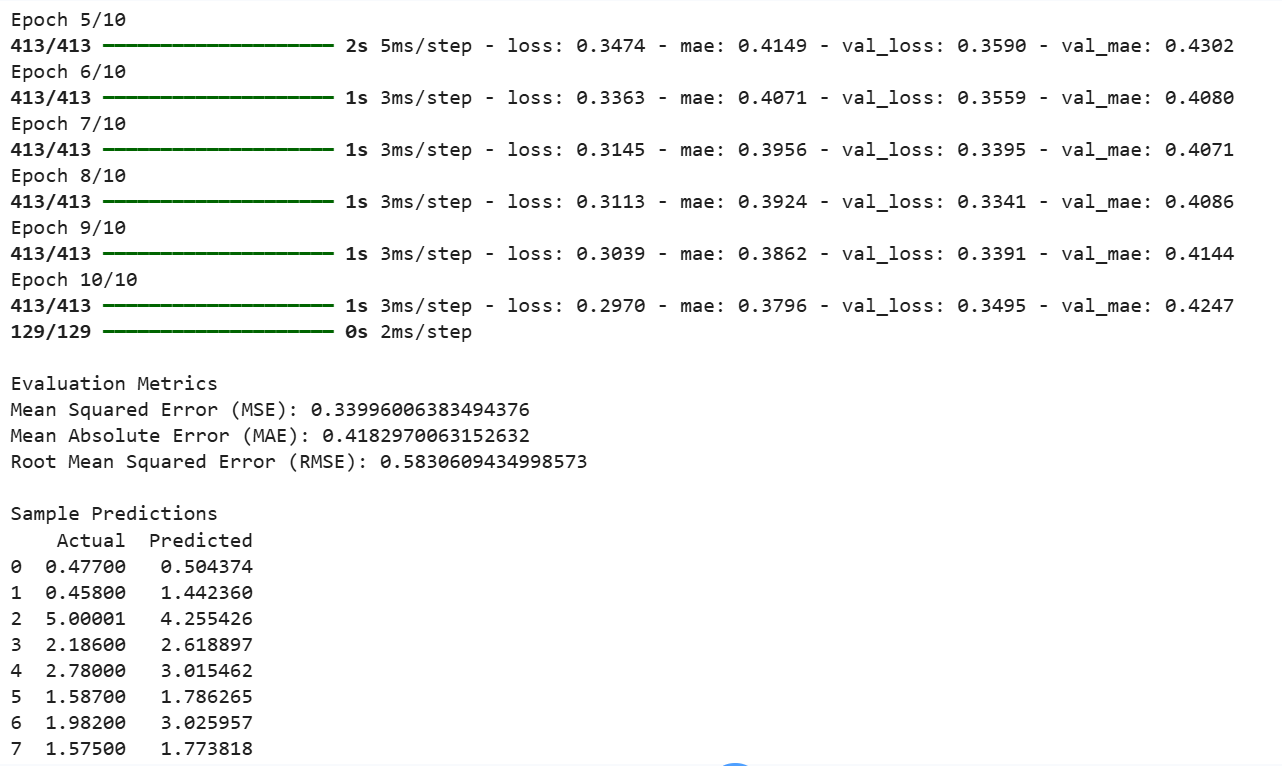 Epoch 5/10
413/413 ━━━━━━━━━━━━━━━━━━━━ 2s 5ms/step - loss: 0.3474 - mae: 0.4149 - val_loss: 0.3590 - val_mae: 0.4302
Epoch 6/10
413/413 ━━━━━━━━━━━━━━━━━━━━ 1s 3ms/step - loss: 0.3363 - mae: 0.4071 - val_loss: 0.3559 - val_mae: 0.4080
Epoch 7/10
413/413 ━━━━━━━━━━━━━━━━━━━━ 1s 3ms/step - loss: 0.3145 - mae: 0.3956 - val_loss: 0.3395 - val_mae: 0.4071
Epoch 8/10
413/413 ━━━━━━━━━━━━━━━━━━━━ 1s 3ms/step - loss: 0.3113 - mae: 0.3924 - val_loss: 0.3341 - val_mae: 0.4086
Epoch 9/10
413/413 ━━━━━━━━━━━━━━━━━━━━ 1s 3ms/step - loss: 0.3039 - mae: 0.3862 - val_loss: 0.3391 - val_mae: 0.4144
Epoch 10/10
413/413 ━━━━━━━━━━━━━━━━━━━━ 1s 3ms/step - loss: 0.2970 - mae: 0.3796 - val_loss: 0.3495 - val_mae: 0.4247
129/129 ━━━━━━━━━━━━━━━━━━━━ 0s 2ms/step

Evaluation Metrics
Mean Squared Error (MSE): 0.33996006383494376
Mean Absolute Error (MAE): 0.4182970063152632
Root Mean Squared Error (RMSE): 0.5830609434998573

Sample Predictions
    Actual  Predicted
0  0.47700   0.504374
1  0.45800   1.442360
2  5.00001   4.255426
3  2.18600   2.618897
4  2.78000   3.015462
5  1.58700   1.786265
6  1.98200   3.025957
7  1.57500   1.773818